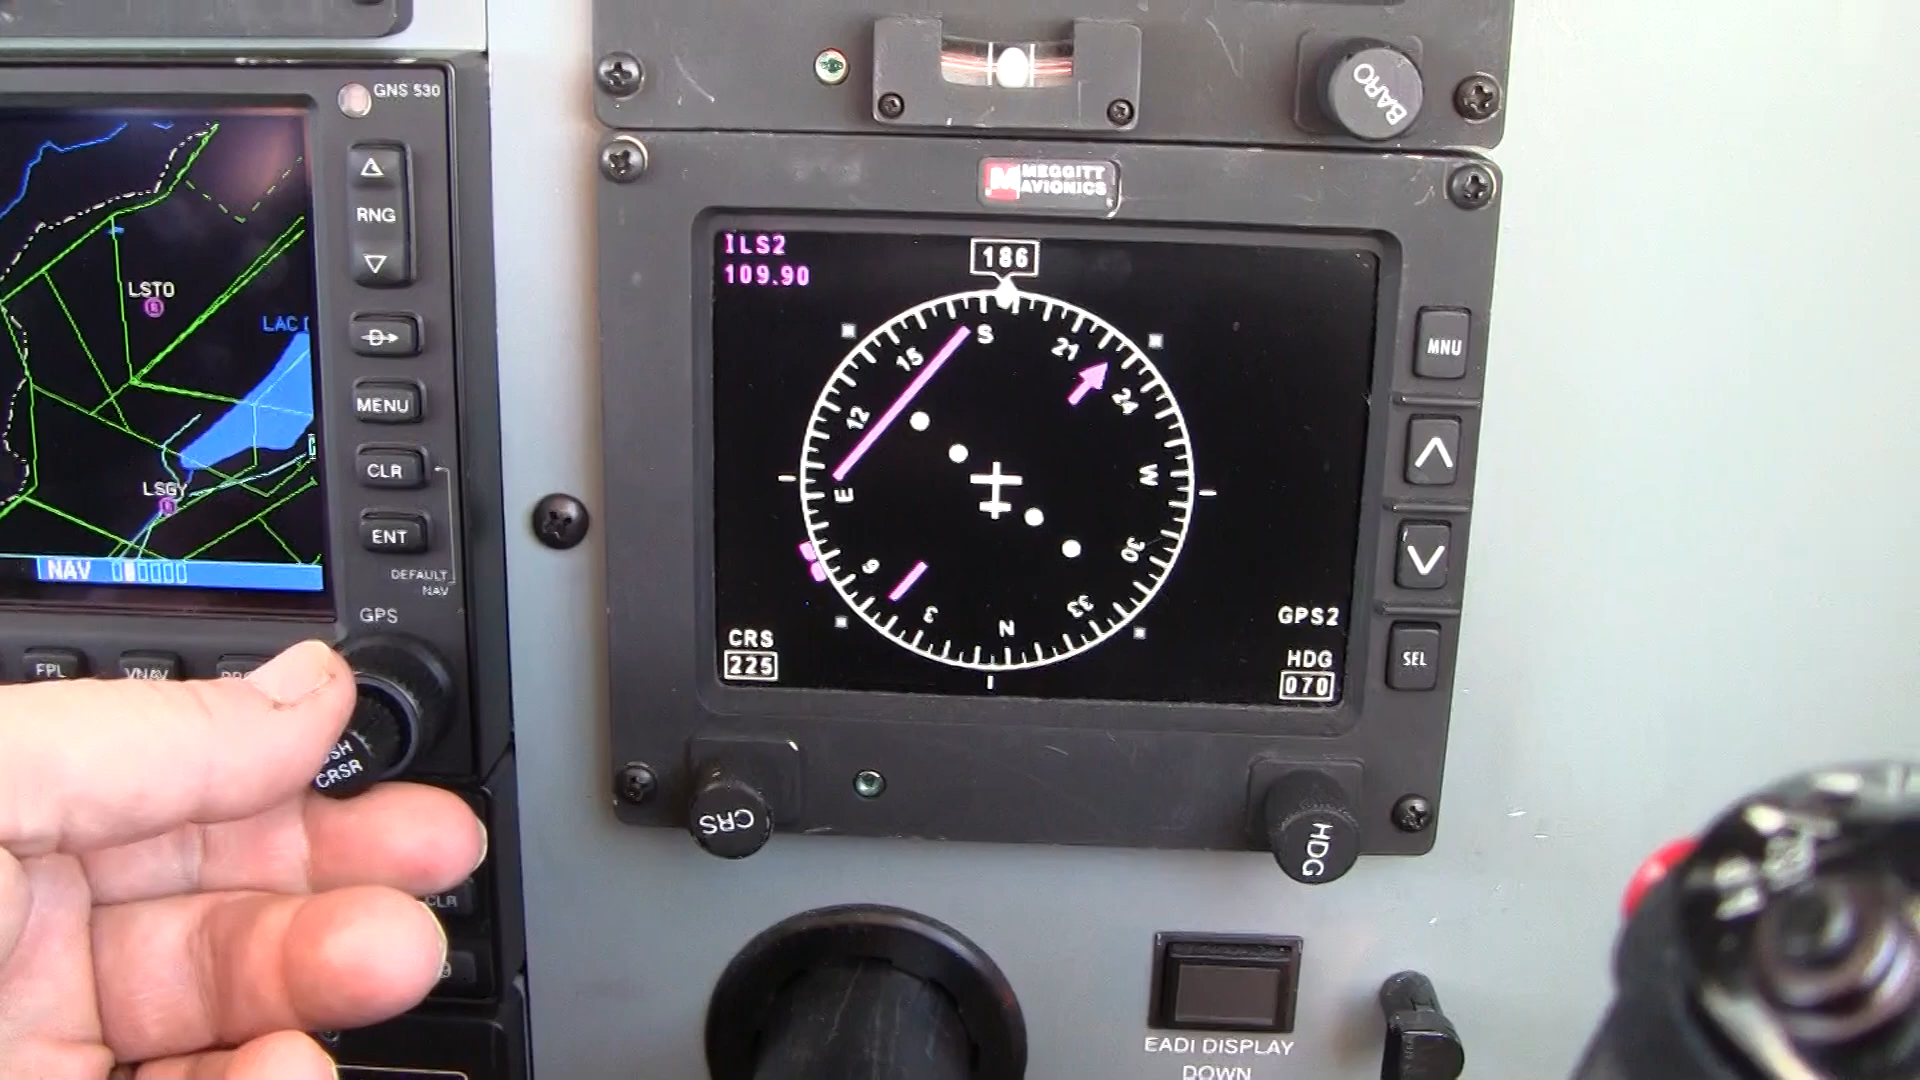 GNS 530
RNG
LSTO
LAC
MENU
CLR
LSGY
ENT
NAV
DEFAULT
NAV
GPS
FPL
VNAV
CRSR
CLR
BARO
MEGGITT
AVIONICS
ILS2
109.90
186
S
21
24
W
30
33
N
3
6
E
12
15
CRS
225
GPS2
HDG
070
MNU
SEL
CRS
HDG
EADI DISPLAY
DOWN